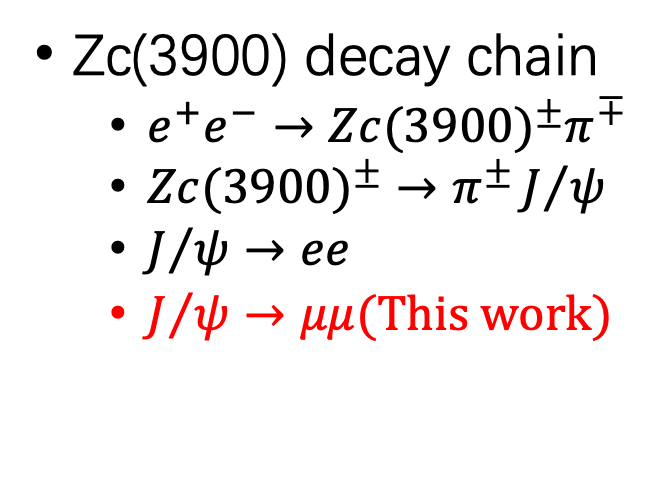 • Zc(3900) decay chain
• e⁺e⁻ → Zc(3900)^± π^∓
• Zc(3900)^± → π^± J/ψ
• J/ψ → ee
• J/ψ → μμ(This work)